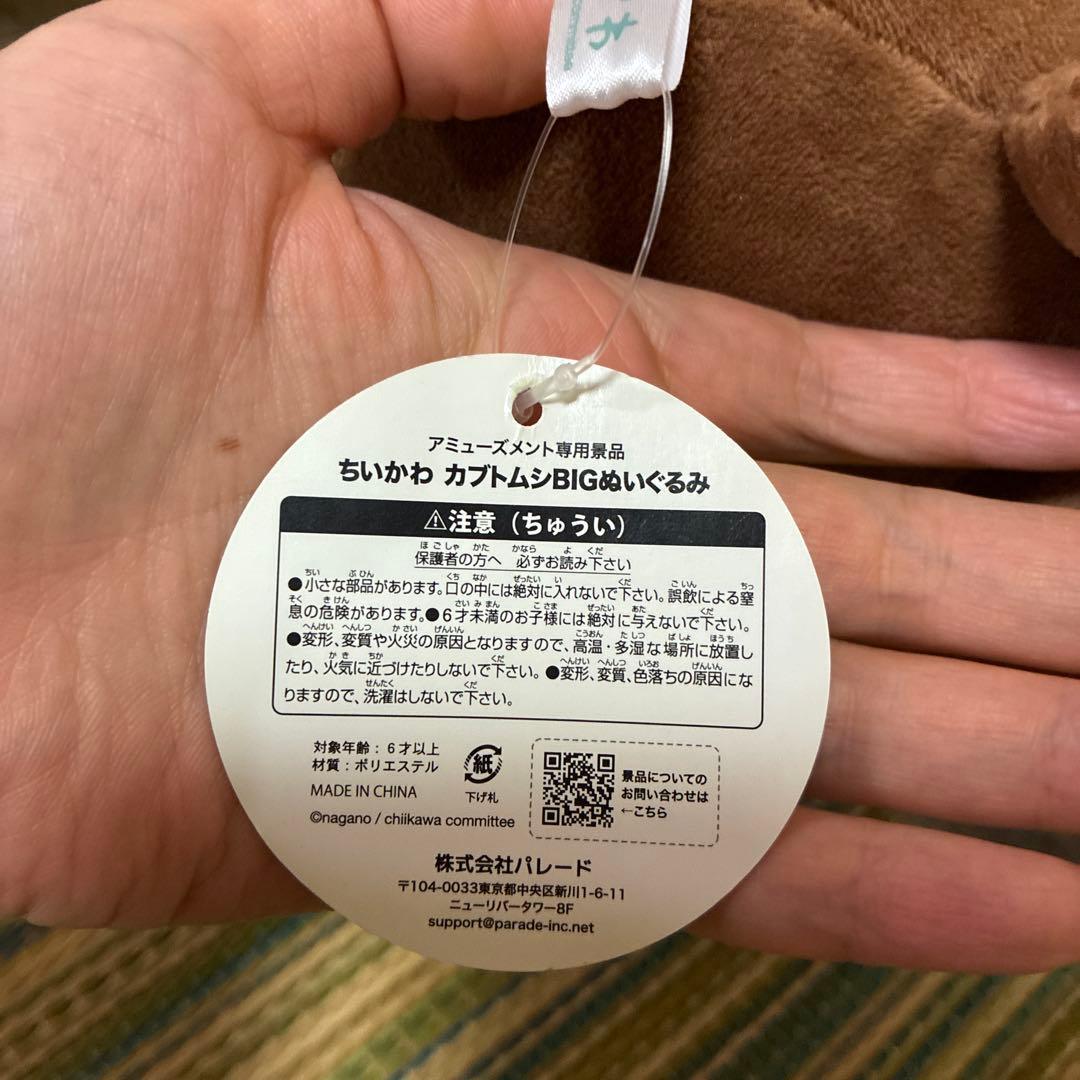 わ
アミューズメント専用景品
ちいかわ カブトムシBIGぬいぐるみ
⚠注意（ちゅうい）
保護者の方へ 必ずお読み下さい
●小さな部品があります。口の中には絶対に入れないで下さい。誤飲による窒
息の危険があります。●6才未満のお子様には絶対に与えないで下さい。
●変形、変質や火災の原因となりますので、高温・多湿な場所に放置し
たり、火気に近づけたりしないで下さい。●変形、変質、色落ちの原因にな
りますので、洗濯はしないで下さい。
対象年齢：6才以上
材質：ポリエステル
MADE IN CHINA
©nagano / chiikawa committee
紙
下げ札
景品についての
お問い合わせは
←こちら
株式会社パレード
〒104-0033東京都中央区新川1-6-11
ニューリバータワー8F
support@parade-inc.net